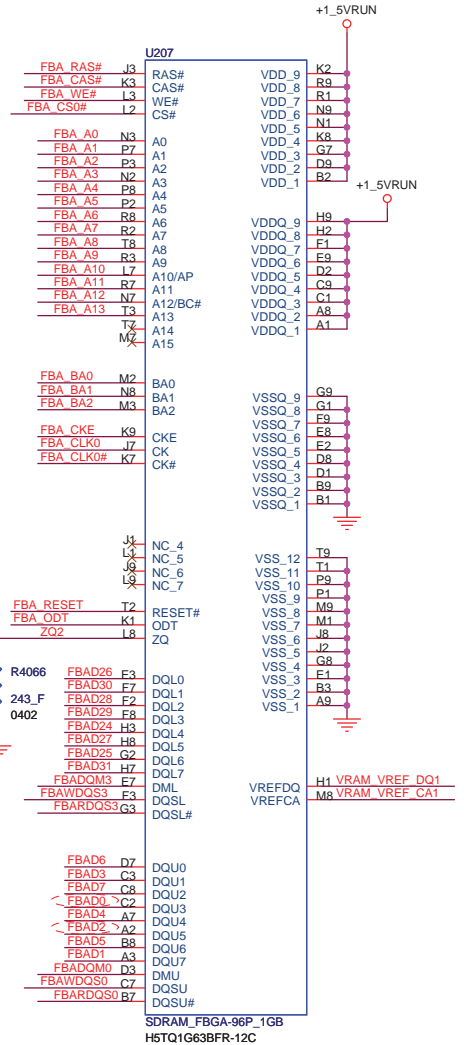 +1_5VRUN
U207
FBA_RAS# J3 RAS# VDD_9 K2
FBA_CAS# K3 CAS# VDD_8 R9
FBA_WE# L3 WE# VDD_7 R1
FBA_CS0# L2 CS# VDD_6 N9
VDD_5 N1
FBA_A0 N3 A0 VDD_4 K8
FBA_A1 P7 A1 VDD_3 G7
FBA_A2 P3 A2 VDD_2 D9
FBA_A3 N2 A3 VDD_1 B2
FBA_A4 P8 A4
+1_5VRUN
FBA_A5 P2 A5
FBA_A6 R8 A6 VDDQ_9 H9
FBA_A7 R2 A7 VDDQ_8 H2
FBA_A8 T8 A8 VDDQ_7 F1
FBA_A9 R3 A9 VDDQ_6 E9
FBA_A10 L7 A10/AP VDDQ_5 D2
FBA_A11 R7 A11 VDDQ_4 C9
FBA_A12 N7 A12/BC# VDDQ_3 C1
FBA_A13 T3 A13 VDDQ_2 A8
T7 A14 VDDQ_1 A1
M7 A15
FBA_BA0 M2 BA0
FBA_BA1 N8 BA1 VSSQ_9 G9
FBA_BA2 M3 BA2 VSSQ_8 G1
VSSQ_7 F9
FBA_CKE K9 CKE VSSQ_6 E8
FBA_CLK0 J7 CK VSSQ_5 E2
FBA_CLK0# K7 CK# VSSQ_4 D8
VSSQ_3 D1
VSSQ_2 B9
VSSQ_1 B1
J1 NC_4
L1 NC_5 VSS_12 T9
J9 NC_6 VSS_11 T1
L9 NC_7 VSS_10 P9
VSS_9 P1
FBA_RESET T2 RESET# VSS_8 M9
FBA_ODT K1 ODT VSS_7 M1
ZQ2 L8 ZQ VSS_6 J8
VSS_5 J2
VSS_4 G8
R4066 FBAD26 E3 DQL0 VSS_3 E1
FBAD30 F7 DQL1 VSS_2 B3
243_F FBAD28 F2 DQL2 VSS_1 A9
0402 FBAD29 F8 DQL3
FBAD24 H3 DQL4
FBAD27 H8 DQL5
FBAD25 G2 DQL6
FBAD31 H7 DQL7
FBADQM3 E7 DML VREFDQ H1 VRAM_VREF_DQ1
FBAWDQS3 F3 DQSL VREFCA M8 VRAM_VREF_CA1
FBARDQS3 G3 DQSL#
FBAD6 D7 DQU0
FBAD3 C3 DQU1
FBAD7 C8 DQU2
FBAD0 C2 DQU3
FBAD4 A7 DQU4
FBAD2 A2 DQU5
FBAD5 B8 DQU6
FBAD1 A3 DQU7
FBADQM0 D3 DMU
FBAWDQS0 C7 DQSU
FBARDQS0 B7 DQSU#
SDRAM_FBGA-96P_1GB
H5TQ1G63BFR-12C